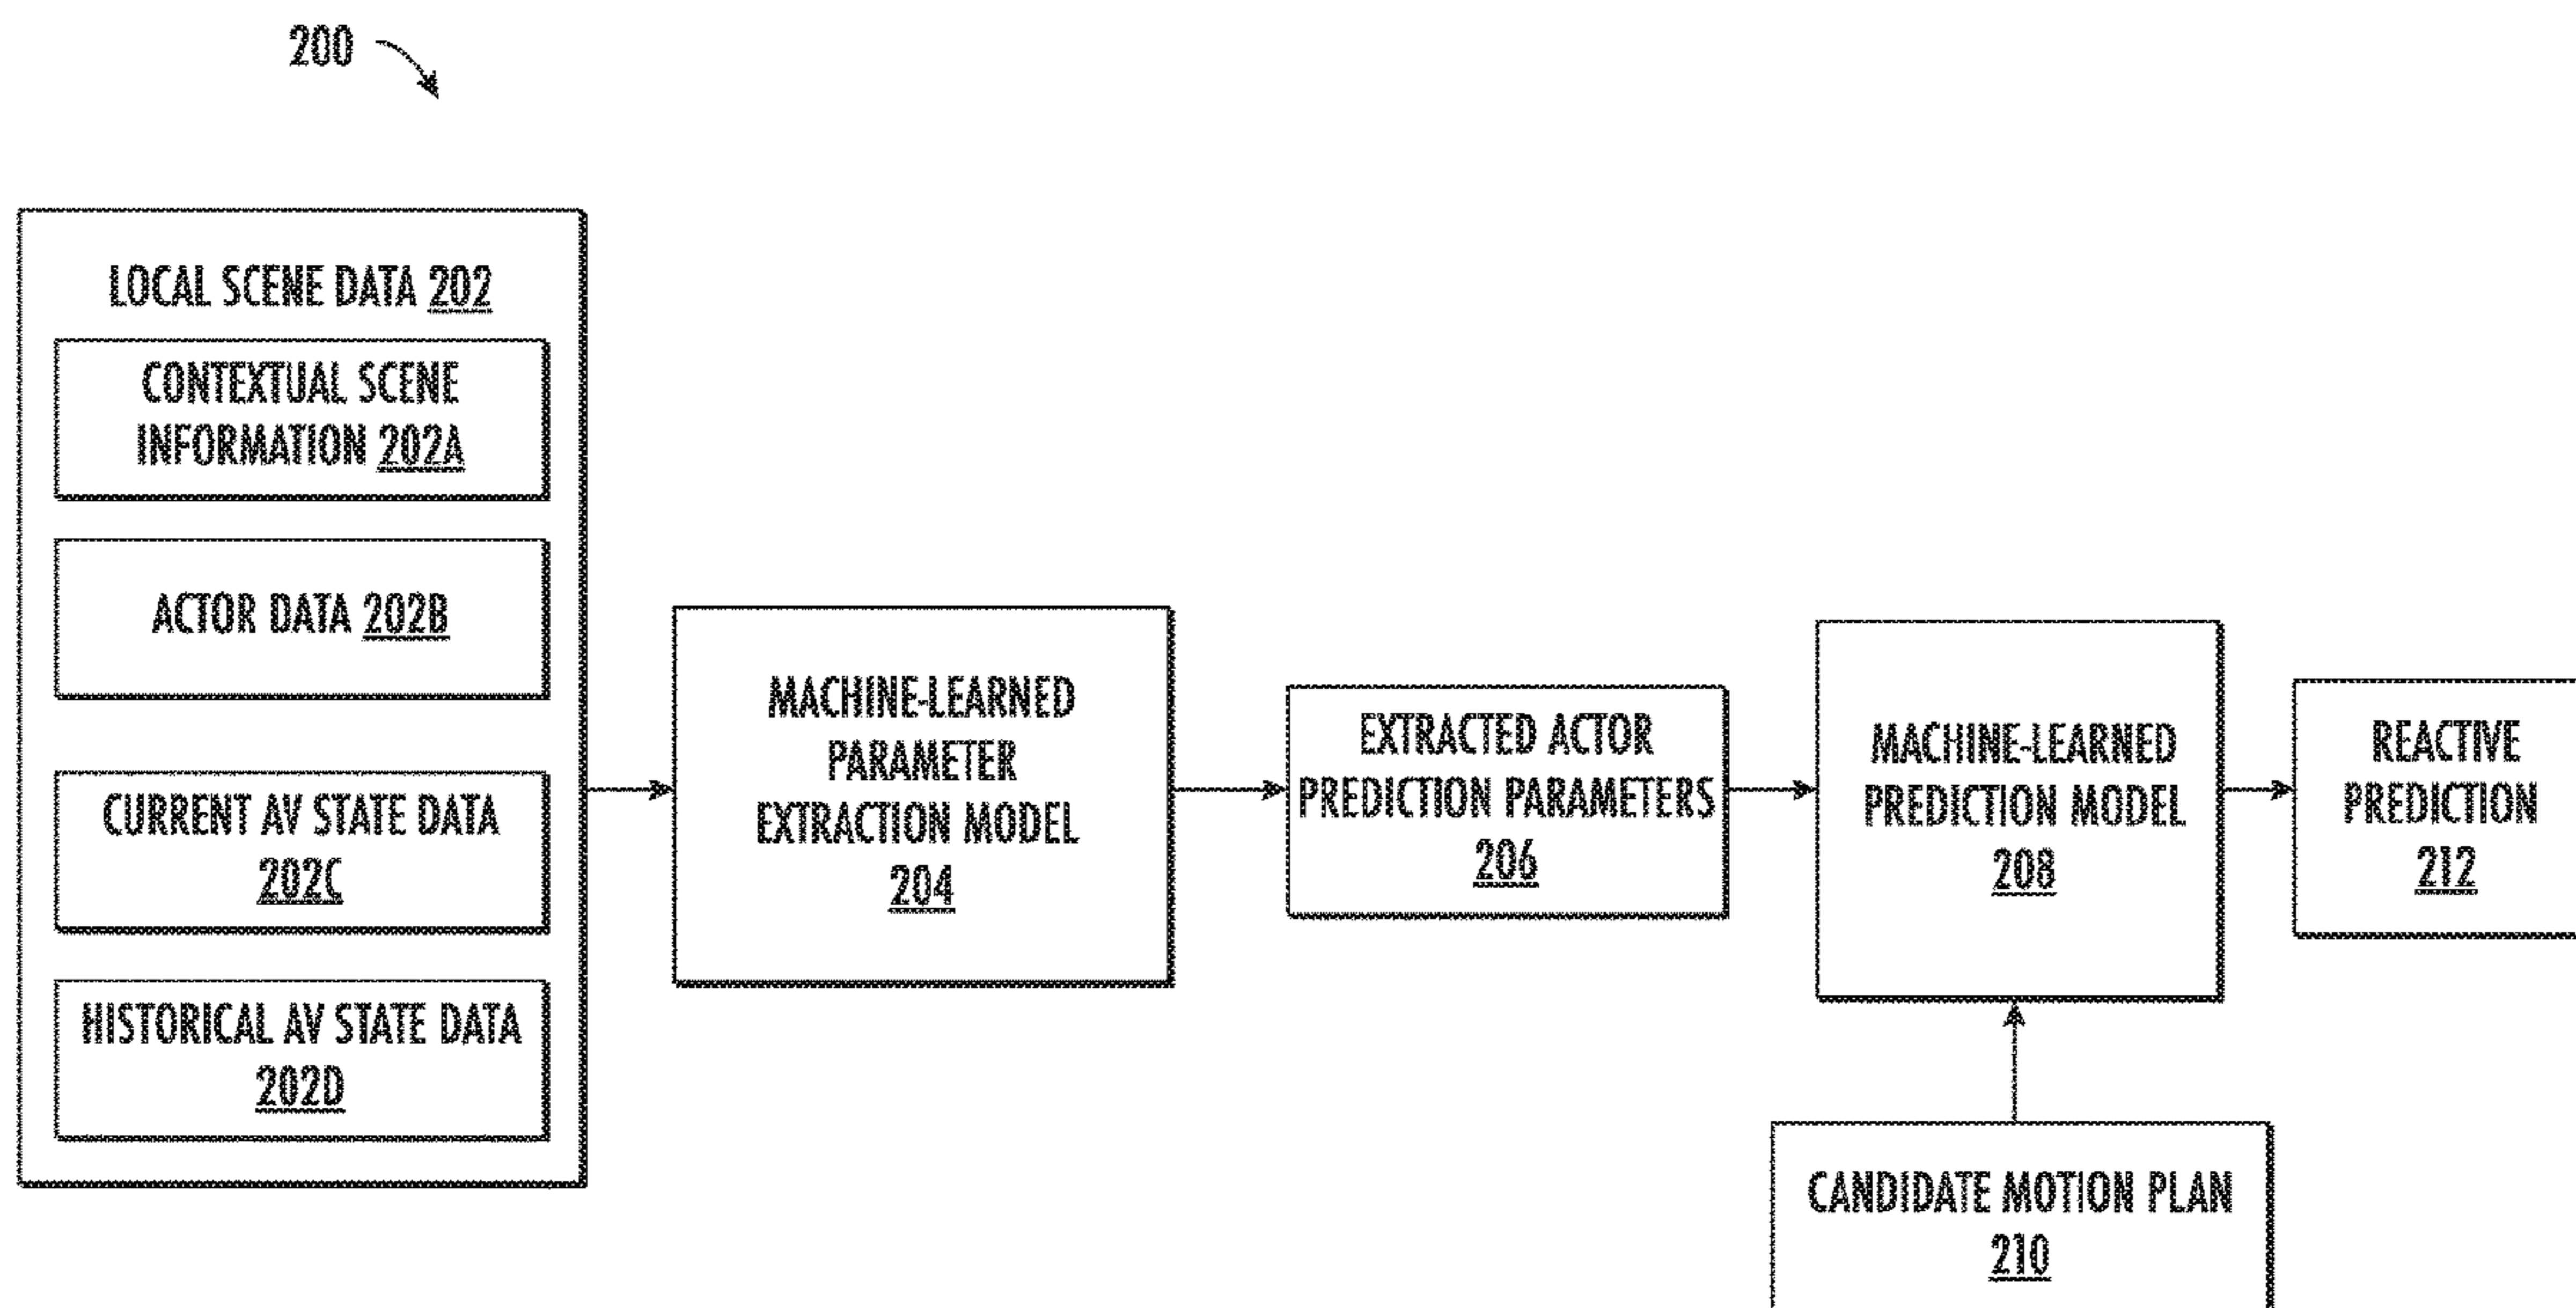 200
LOCAL SCENE DATA 202
CONTEXTUAL SCENE
INFORMATION 202A
ACTOR DATA 202B
CURRENT AV STATE DATA
202C
HISTORICAL AV STATE DATA
202D
MACHINE-LEARNED
PARAMETER
EXTRACTION MODEL
204
EXTRACTED ACTOR
PREDICTION PARAMETERS
206
MACHINE-LEARNED
PREDICTION MODEL
208
REACTIVE
PREDICTION
212
CANDIDATE MOTION PLAN
210